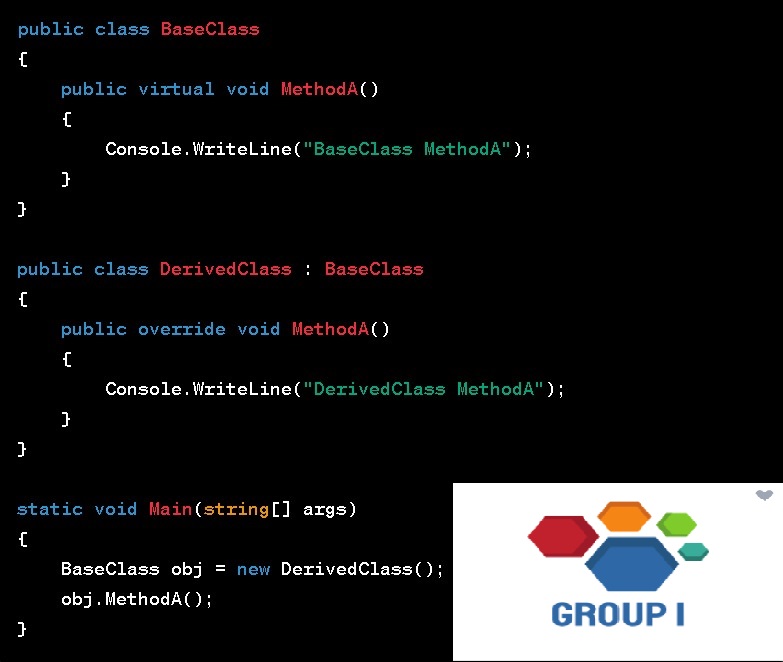 public class BaseClass
{
    public virtual void MethodA()
    {
        Console.WriteLine("BaseClass MethodA");
    }
}

public class DerivedClass : BaseClass
{
    public override void MethodA()
    {
        Console.WriteLine("DerivedClass MethodA");
    }
}

static void Main(string[] args)
{
    BaseClass obj = new DerivedClass();
    obj.MethodA();
}
GROUP I